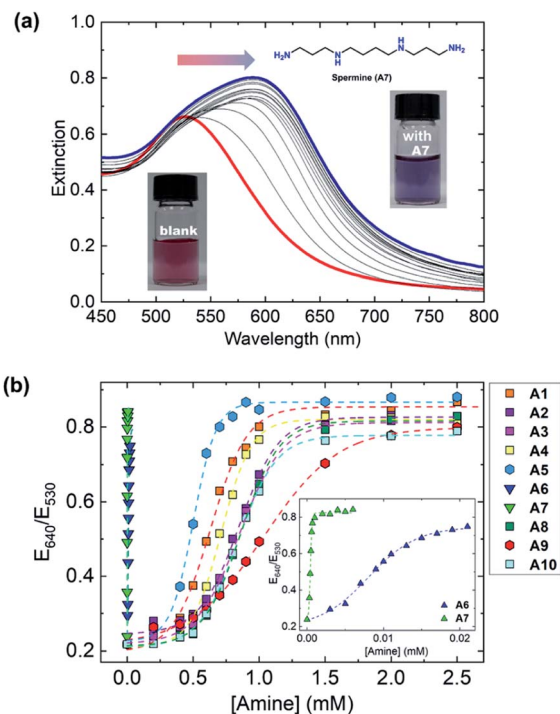 (a)
H₂N
N
H
H
N
NH₂
Spermine (A7)
with
A7
blank
Extinction
1.0
0.8
0.6
0.4
0.2
0.0
450 500 550 600 650 700 750 800
Wavelength (nm)
(b)
E₆₄₀/E₅₃₀
0.8
0.6
0.4
0.2
0.0 0.5 1.0 1.5 2.0 2.5
[Amine] (mM)
A1
A2
A3
A4
A5
A6
A7
A8
A9
A10
E₆₄₀/E₅₃₀
0.8
0.6
0.4
0.2
0.00 0.01 0.02
[Amine] (mM)
A6
A7